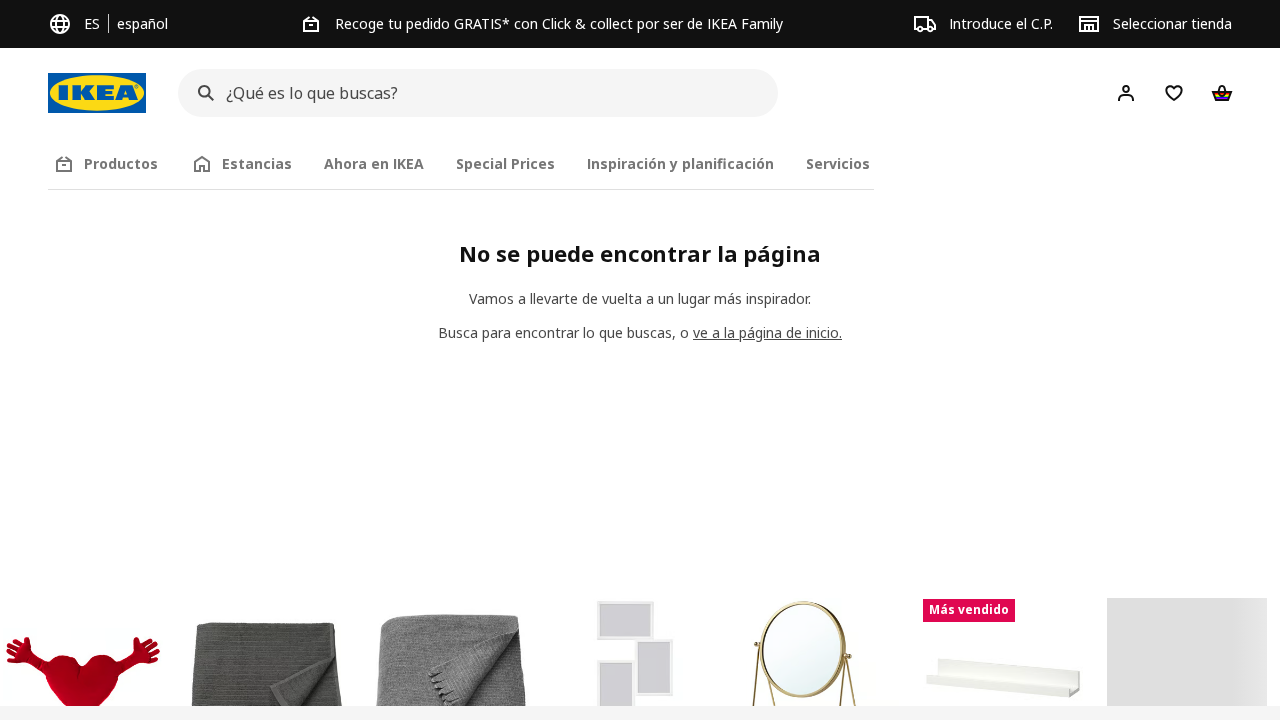 ES español
Recoge tu pedido GRATIS* con Click & collect por ser de IKEA Family
Introduce el C.P.
Seleccionar tienda
IKEA
¿Qué es lo que buscas?
Productos
Estancias
Ahora en IKEA
Special Prices
Inspiración y planificación
Servicios
No se puede encontrar la página
Vamos a llevarte de vuelta a un lugar más inspirador.
Busca para encontrar lo que buscas, o ve a la página de inicio.
Más vendido